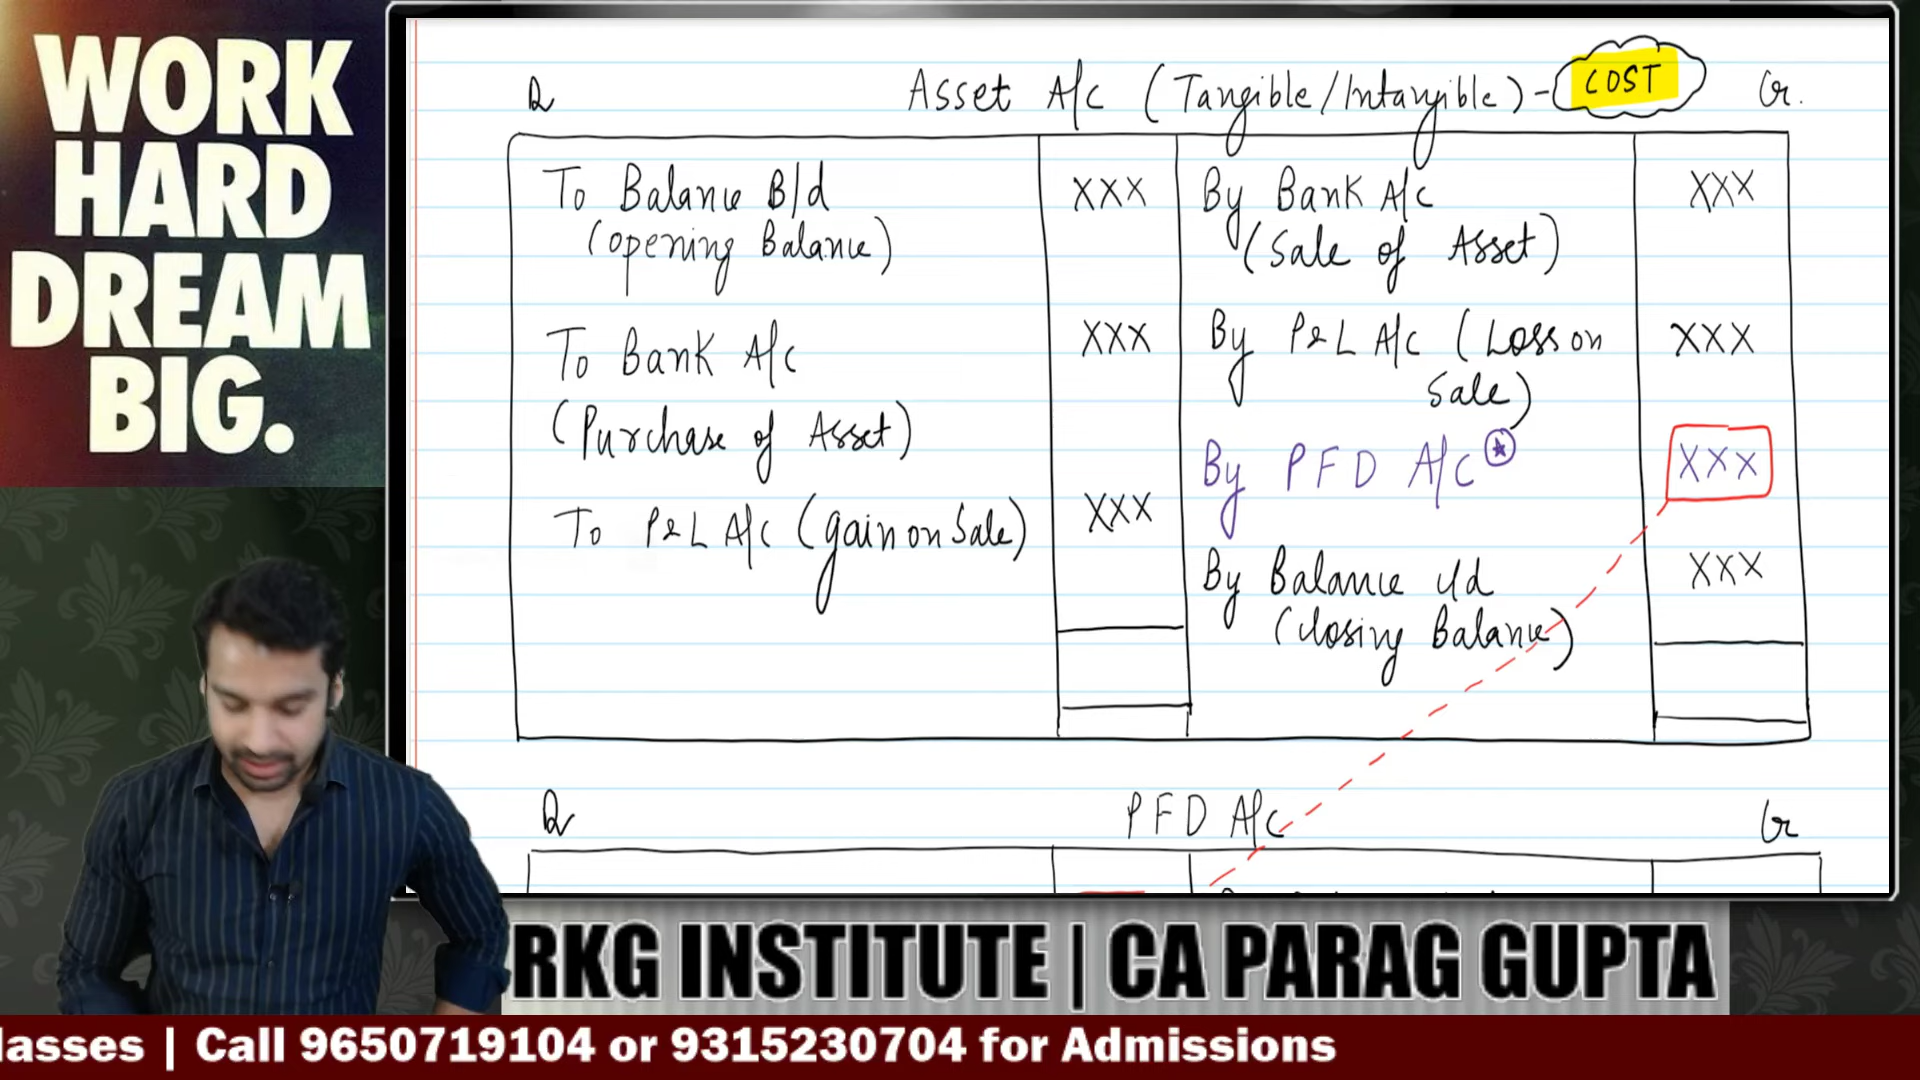 WORK
HARD
DREAM
BIG.
Dr Asset A/c (Tangible/Intangible) - COST Cr.
To Balance B/d XXX By Bank A/c XXX
(Opening Balance) (Sale of Asset)
To Bank A/c XXX By P&L A/c (Loss on XXX
Sale)
(Purchase of Asset)
By PFD A/c XXX
To P&L A/c (gain on Sale) XXX
By Balance c/d XXX
(Closing Balance)
Dr PFD A/c Cr
RKG INSTITUTE | CA PARAG GUPTA
lasses | Call 9650719104 or 9315230704 for Admissions